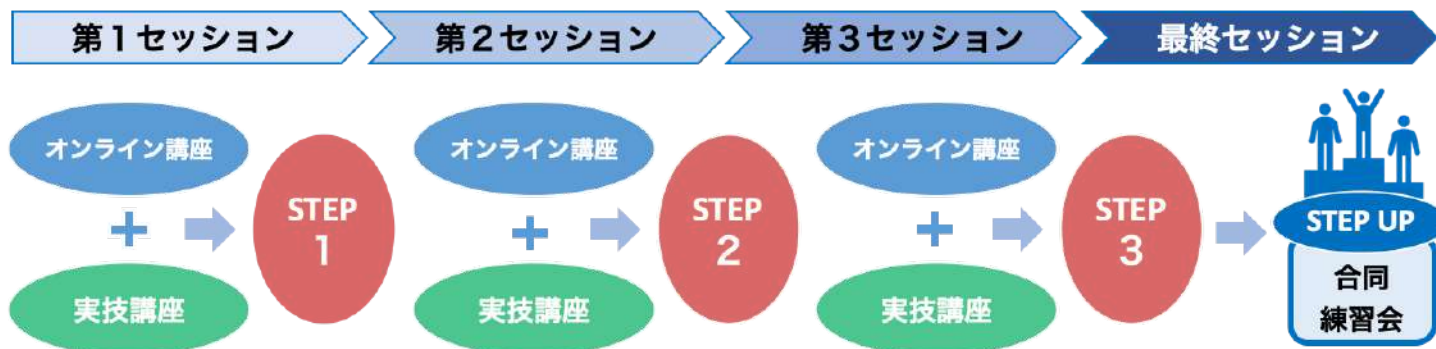 第1セッション
第2セッション
第3セッション
最終セッション
オンライン講座
+
実技講座
STEP
1
オンライン講座
+
実技講座
STEP
2
オンライン講座
+
実技講座
STEP
3
STEP UP
合同
練習会